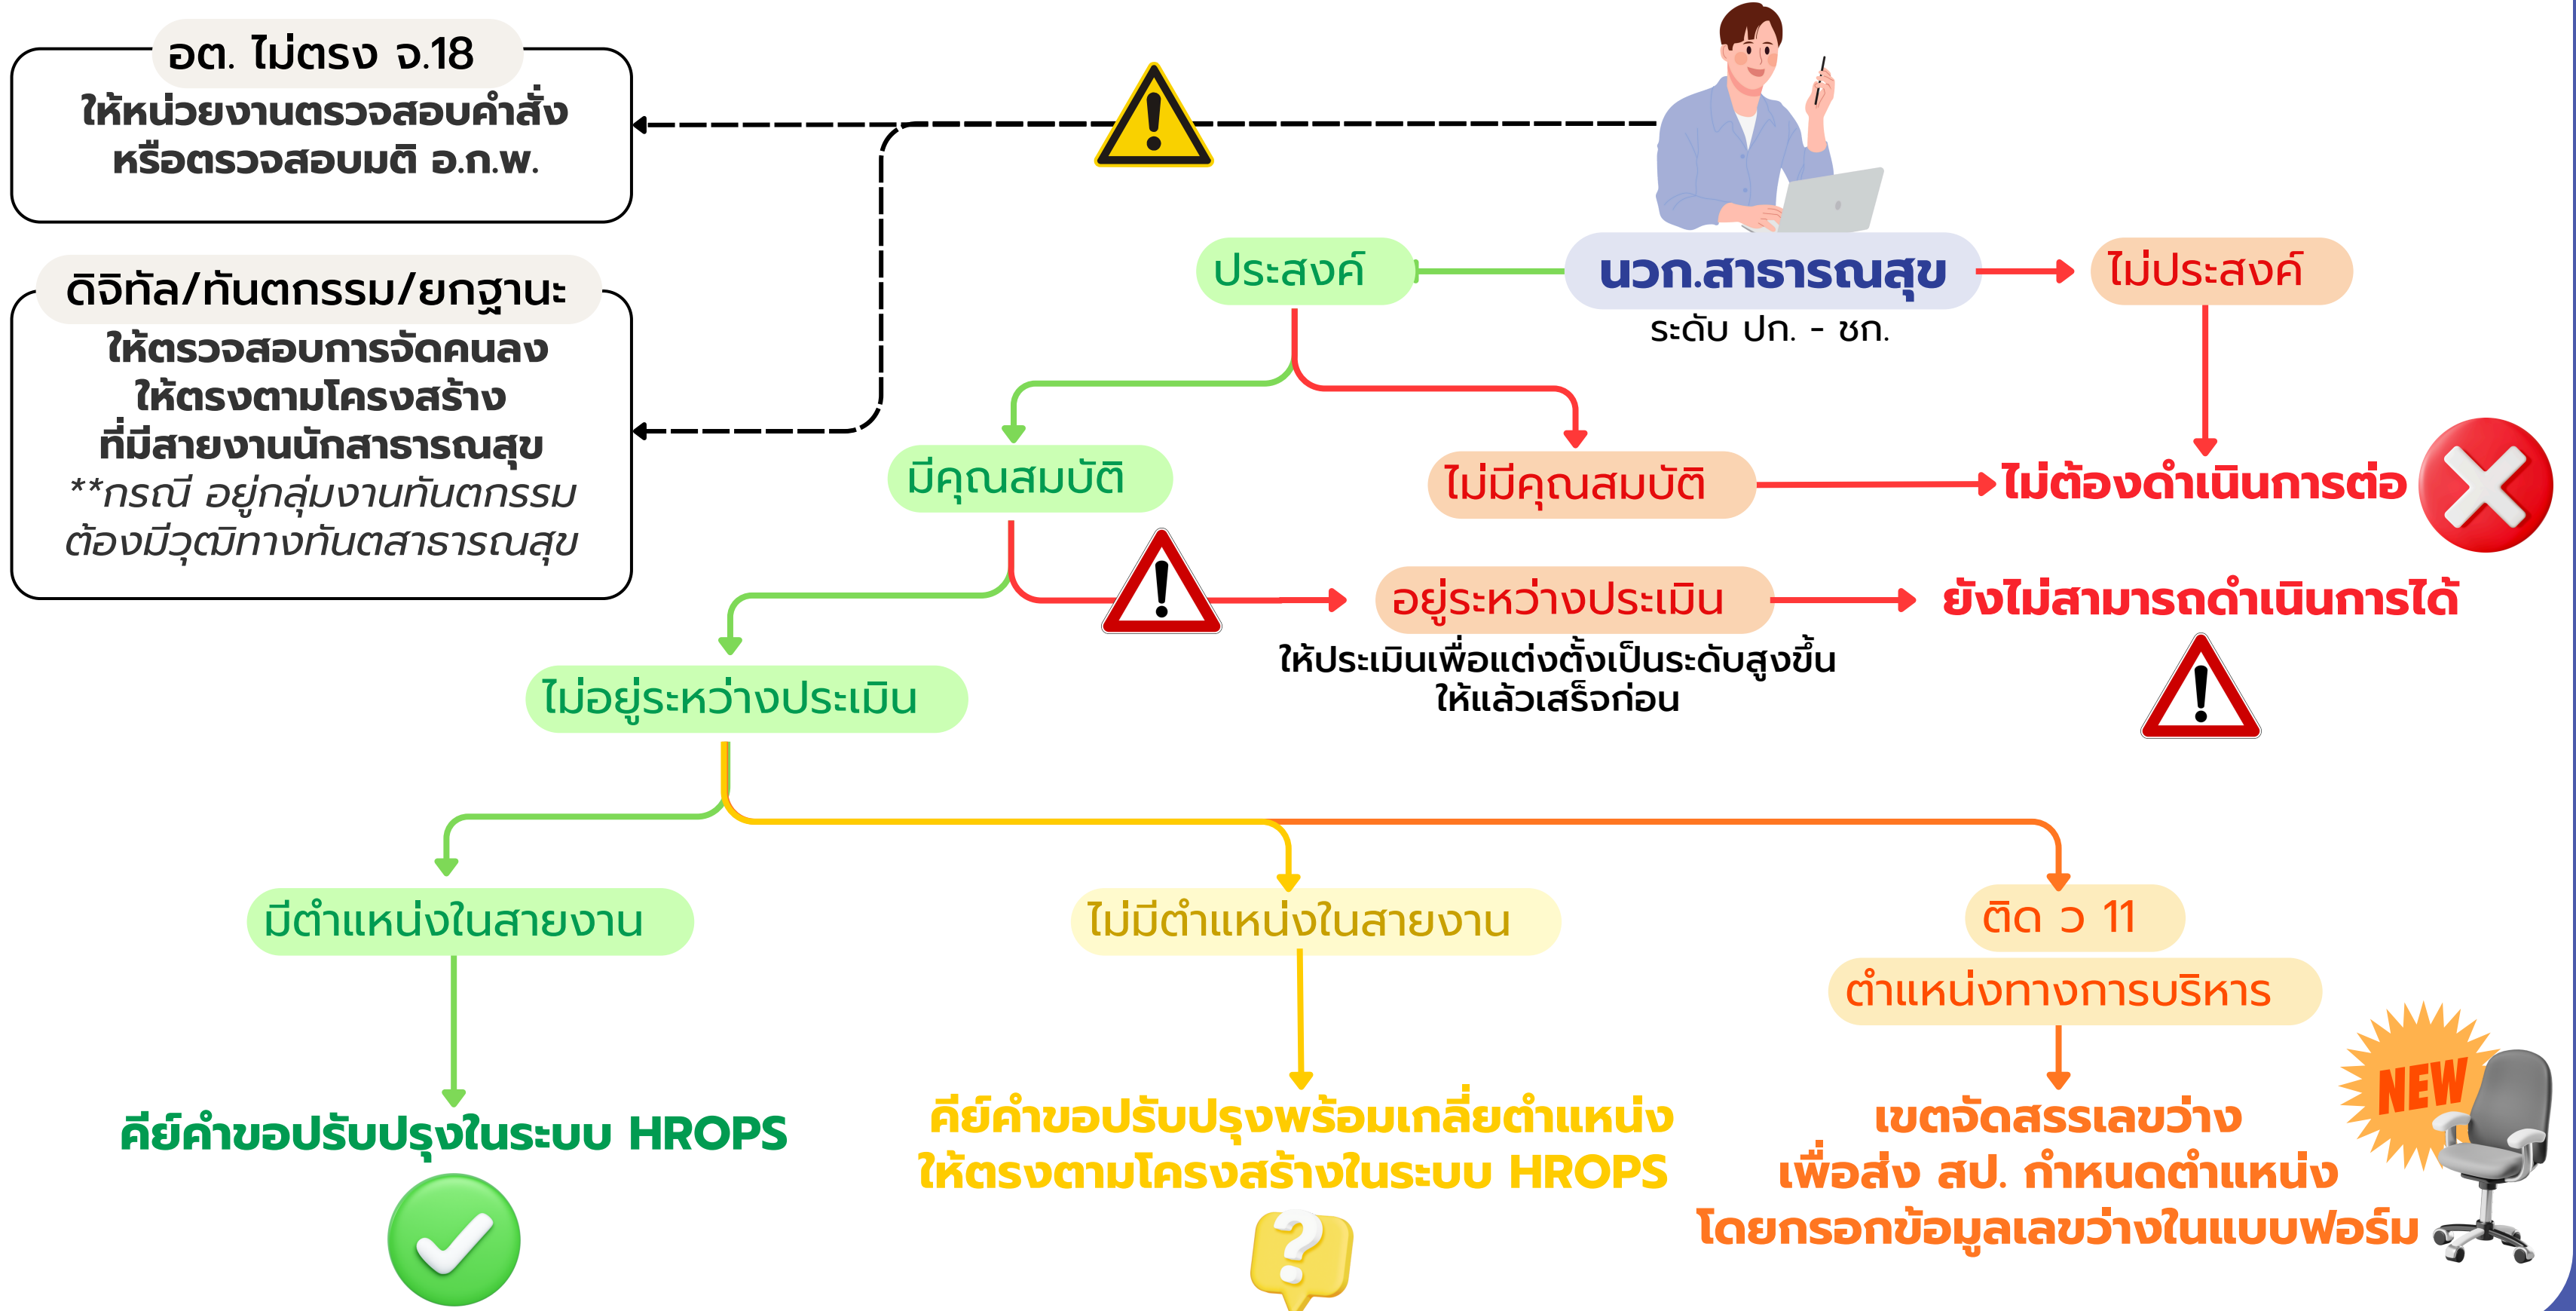 อต. ไม่ตรง จ.18
ให้หน่วยงานตรวจสอบคำสั่ง
หรือตรวจสอบมติ อ.ก.พ.
ดิจิทัล/ทันตกรรม/ยกฐานะ
ให้ตรวจสอบการจัดคนลง
ให้ตรงตามโครงสร้าง
ที่มีสายงานนักสาธารณสุข
**กรณี อยู่กลุ่มงานทันตกรรม
ต้องมีวุฒิทางทันตสาธารณสุข
ประสงค์
นวก.สาธารณสุข
ไม่ประสงค์
ระดับ ปก. - ชก.
มีคุณสมบัติ
ไม่มีคุณสมบัติ
ไม่ต้องดำเนินการต่อ
อยู่ระหว่างประเมิน
ยังไม่สามารถดำเนินการได้
ให้ประเมินเพื่อแต่งตั้งเป็นระดับสูงขึ้น
ให้แล้วเสร็จก่อน
ไม่อยู่ระหว่างประเมิน
มีตำแหน่งในสายงาน
ไม่มีตำแหน่งในสายงาน
ติด ว 11
ตำแหน่งทางการบริหาร
คีย์คำขอปรับปรุงในระบบ HROPS
คีย์คำขอปรับปรุงพร้อมเกลี่ยตำแหน่ง
ให้ตรงตามโครงสร้างในระบบ HROPS
NEW
เขตจัดสรรเลขว่าง
เพื่อส่ง สป. กำหนดตำแหน่ง
โดยกรอกข้อมูลเลขว่างในแบบฟอร์ม